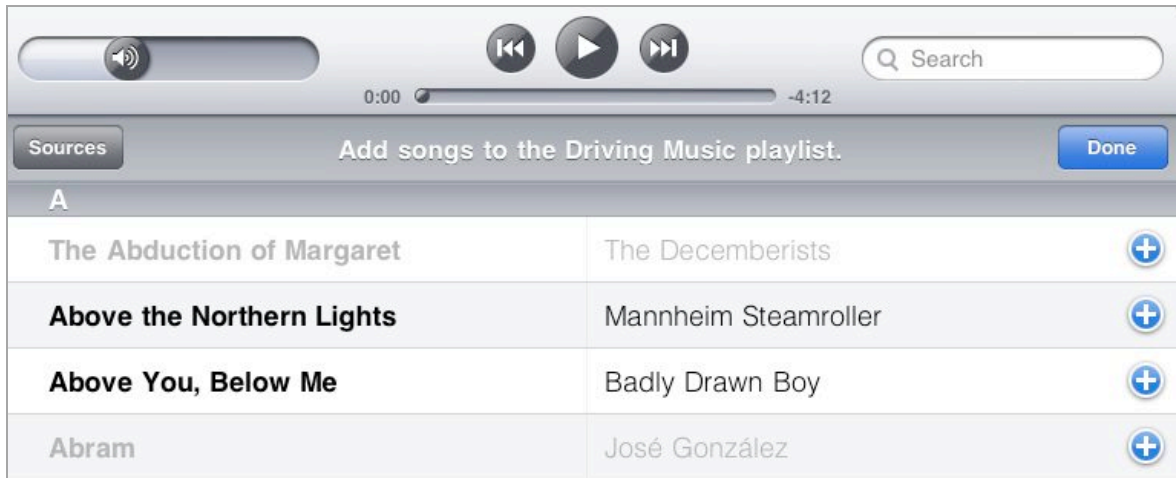 Search
0:00 -4:12
Sources Add songs to the Driving Music playlist. Done
A
The Abduction of Margaret The Decemberists
Above the Northern Lights Mannheim Steamroller
Above You, Below Me Badly Drawn Boy
Abram José González